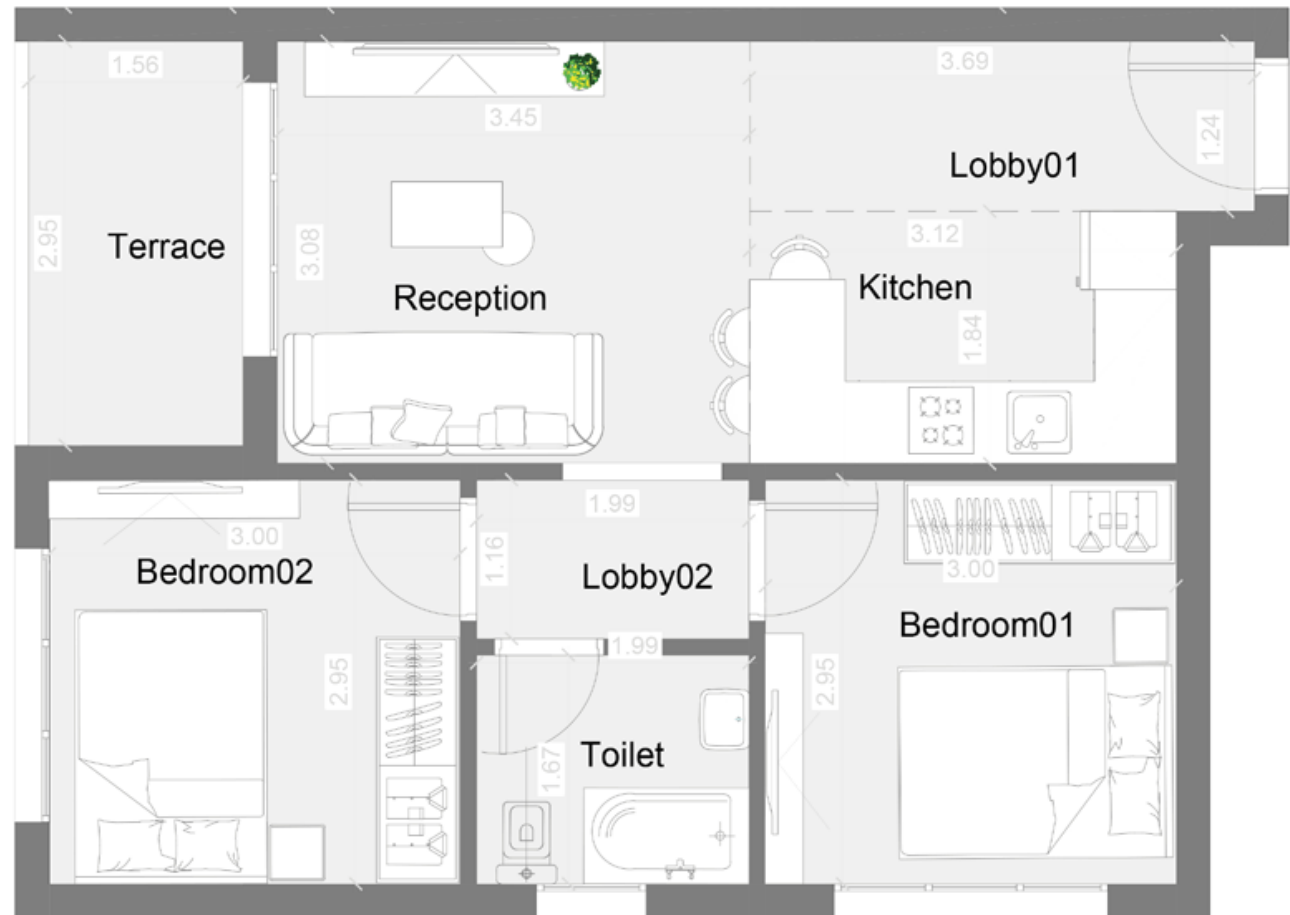 1.56
3.69
3.45
1.24
Lobby01
2.95
Terrace
3.08
3.12
Reception
Kitchen
1.84
1.99
3.00
1.16
Bedroom02
Lobby02
3.00
Bedroom01
1.99
2.95
2.95
Toilet
1.67